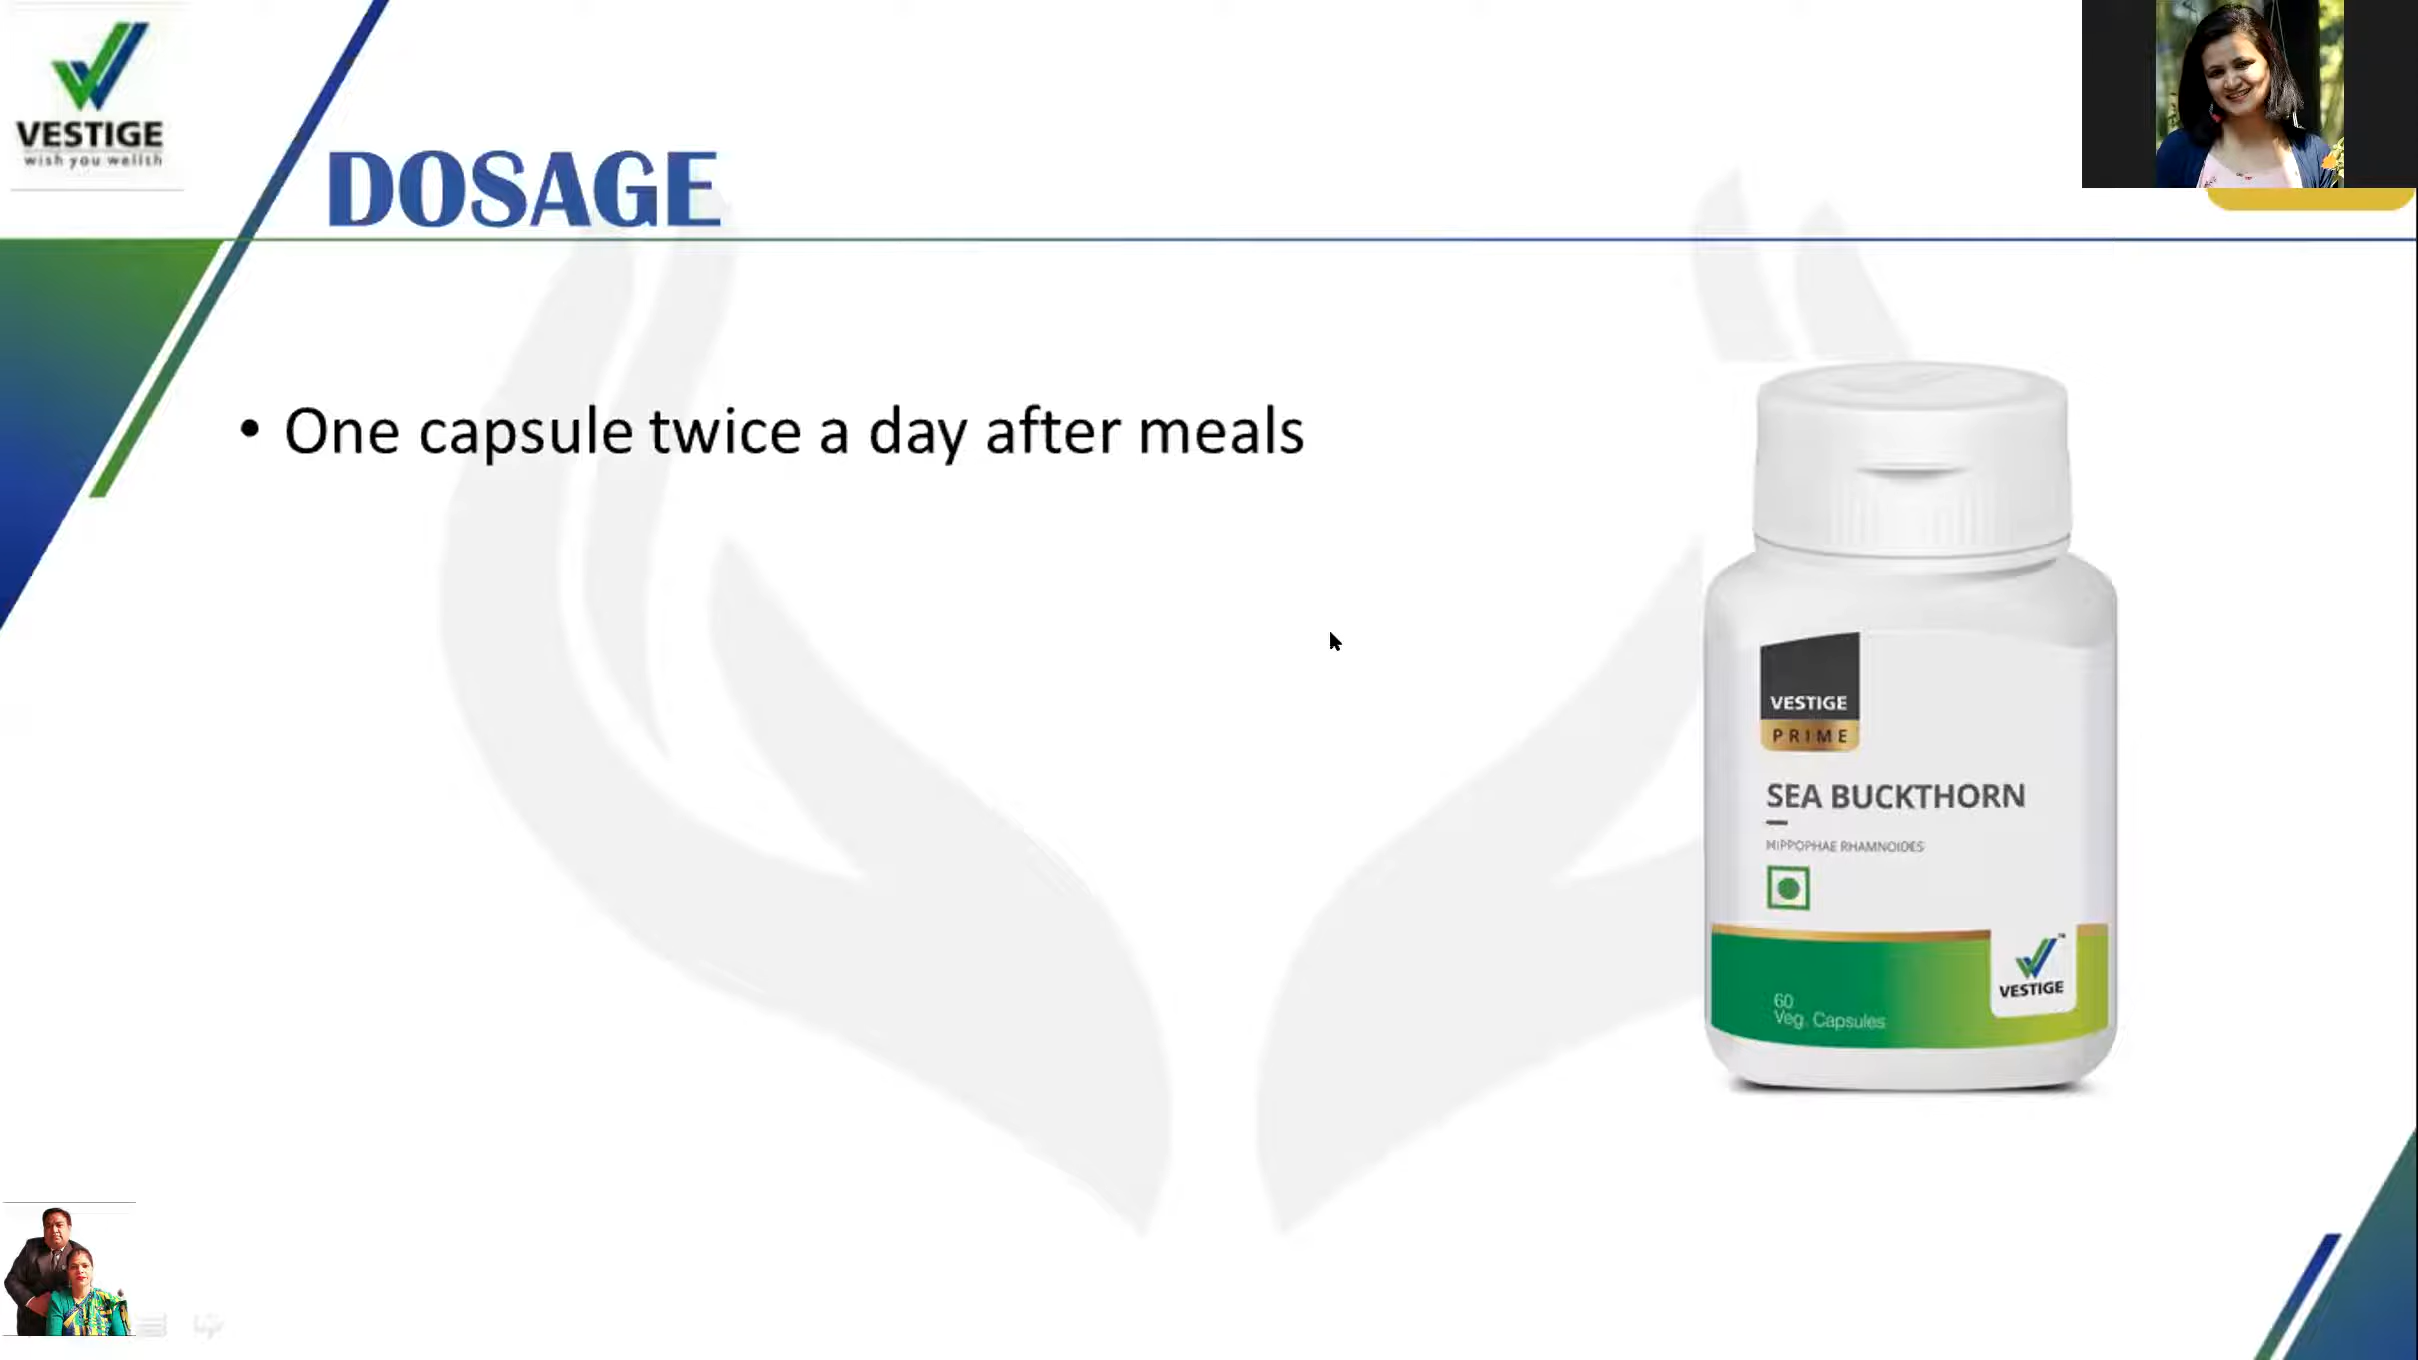 VESTIGE
wish you wellth
DOSAGE
• One capsule twice a day after meals
VESTIGE
PRIME
SEA BUCKTHORN
HIPPOPHAE RHAMNOIDES
60
Veg. Capsules
VESTIGE